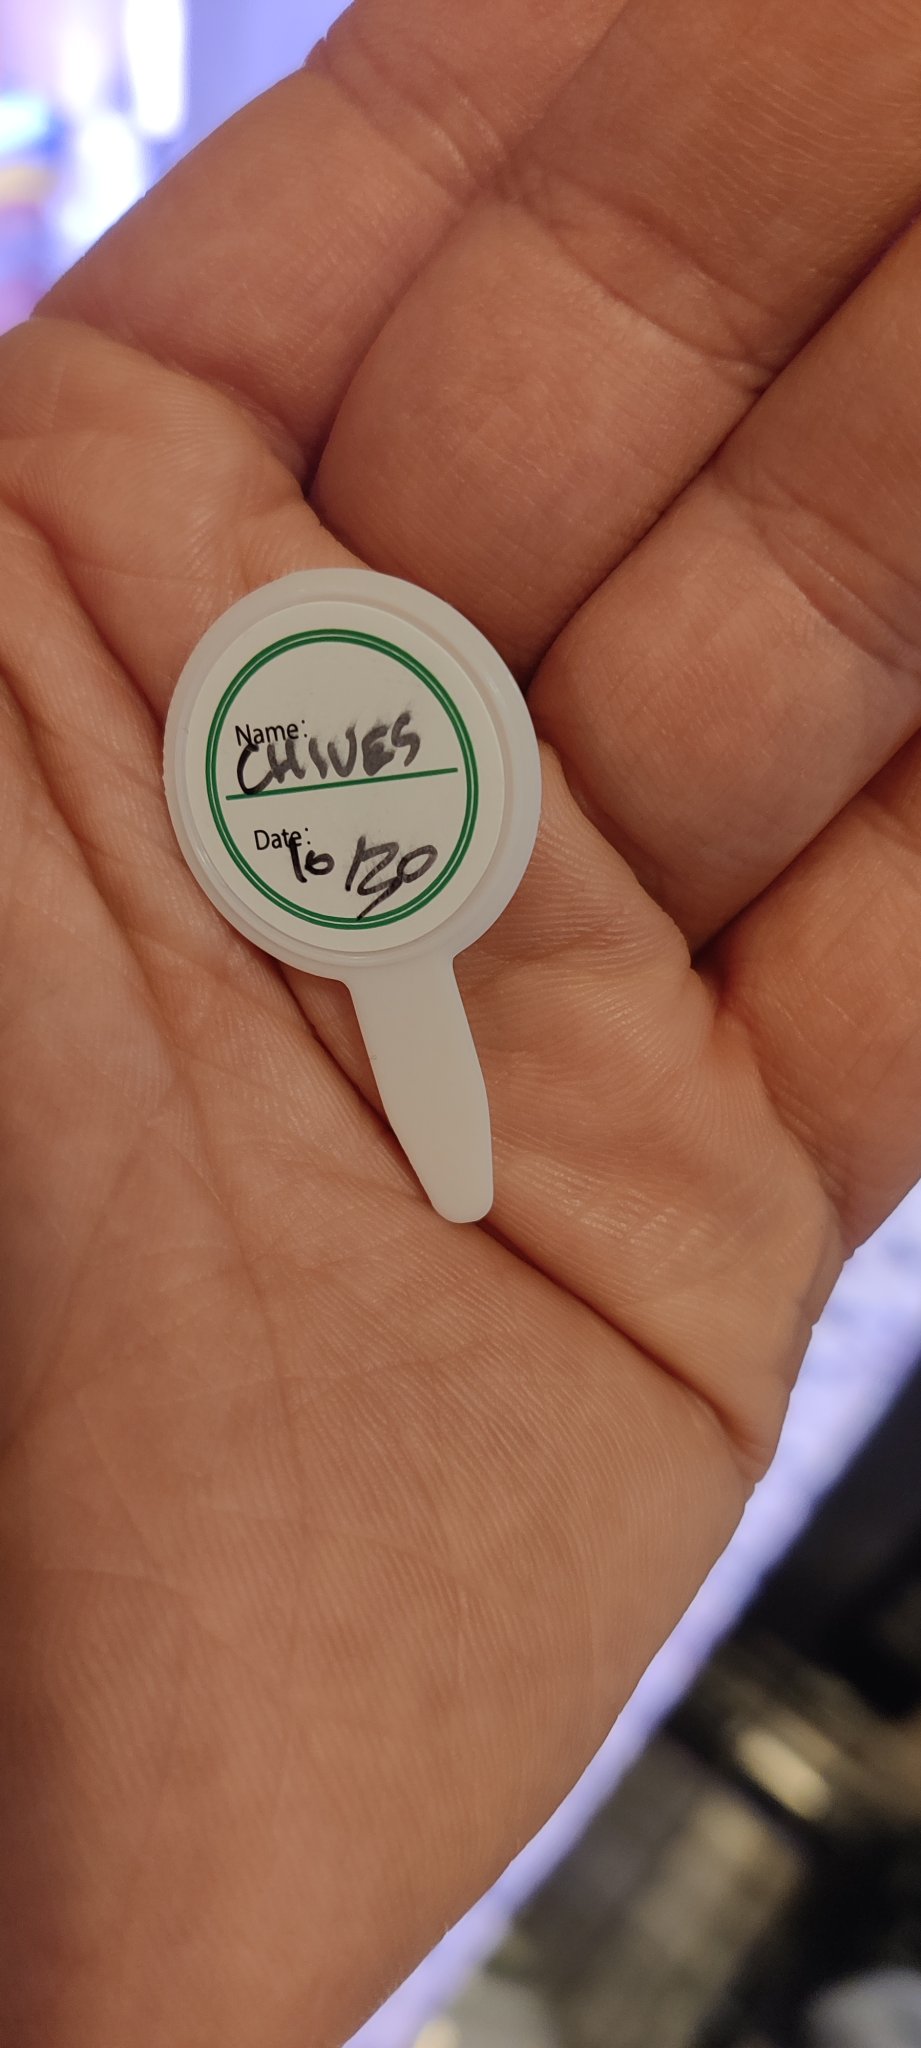 Name:
CHIVES
Date:
10/30